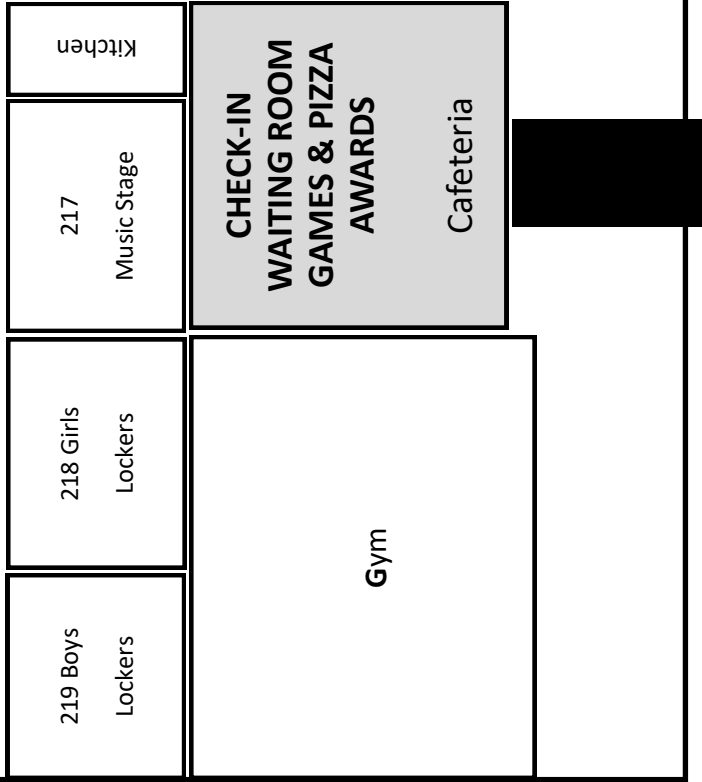 Kitchen
217
Music Stage
218 Girls
Lockers
219 Boys
Lockers
CHECK-IN
WAITING ROOM
GAMES & PIZZA
AWARDS
Cafeteria
Gym